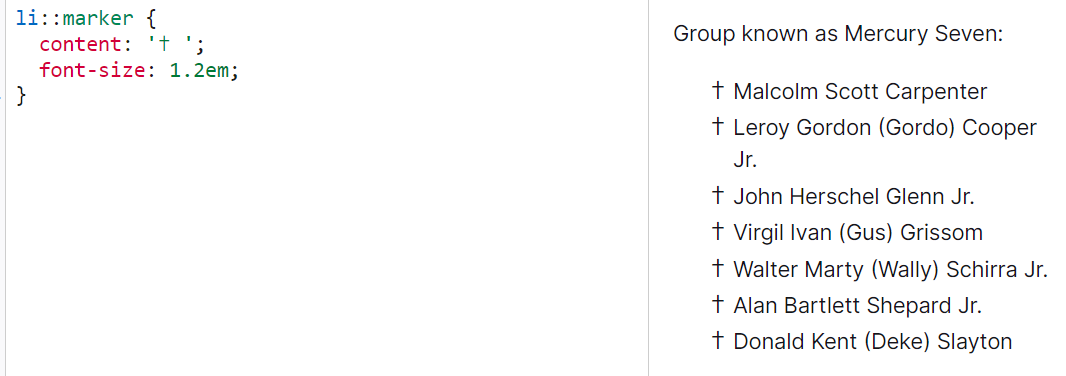 li::marker {
  content: '† ';
  font-size: 1.2em;
}
Group known as Mercury Seven:
† Malcolm Scott Carpenter
† Leroy Gordon (Gordo) Cooper
Jr.
† John Herschel Glenn Jr.
† Virgil Ivan (Gus) Grissom
† Walter Marty (Wally) Schirra Jr.
† Alan Bartlett Shepard Jr.
† Donald Kent (Deke) Slayton